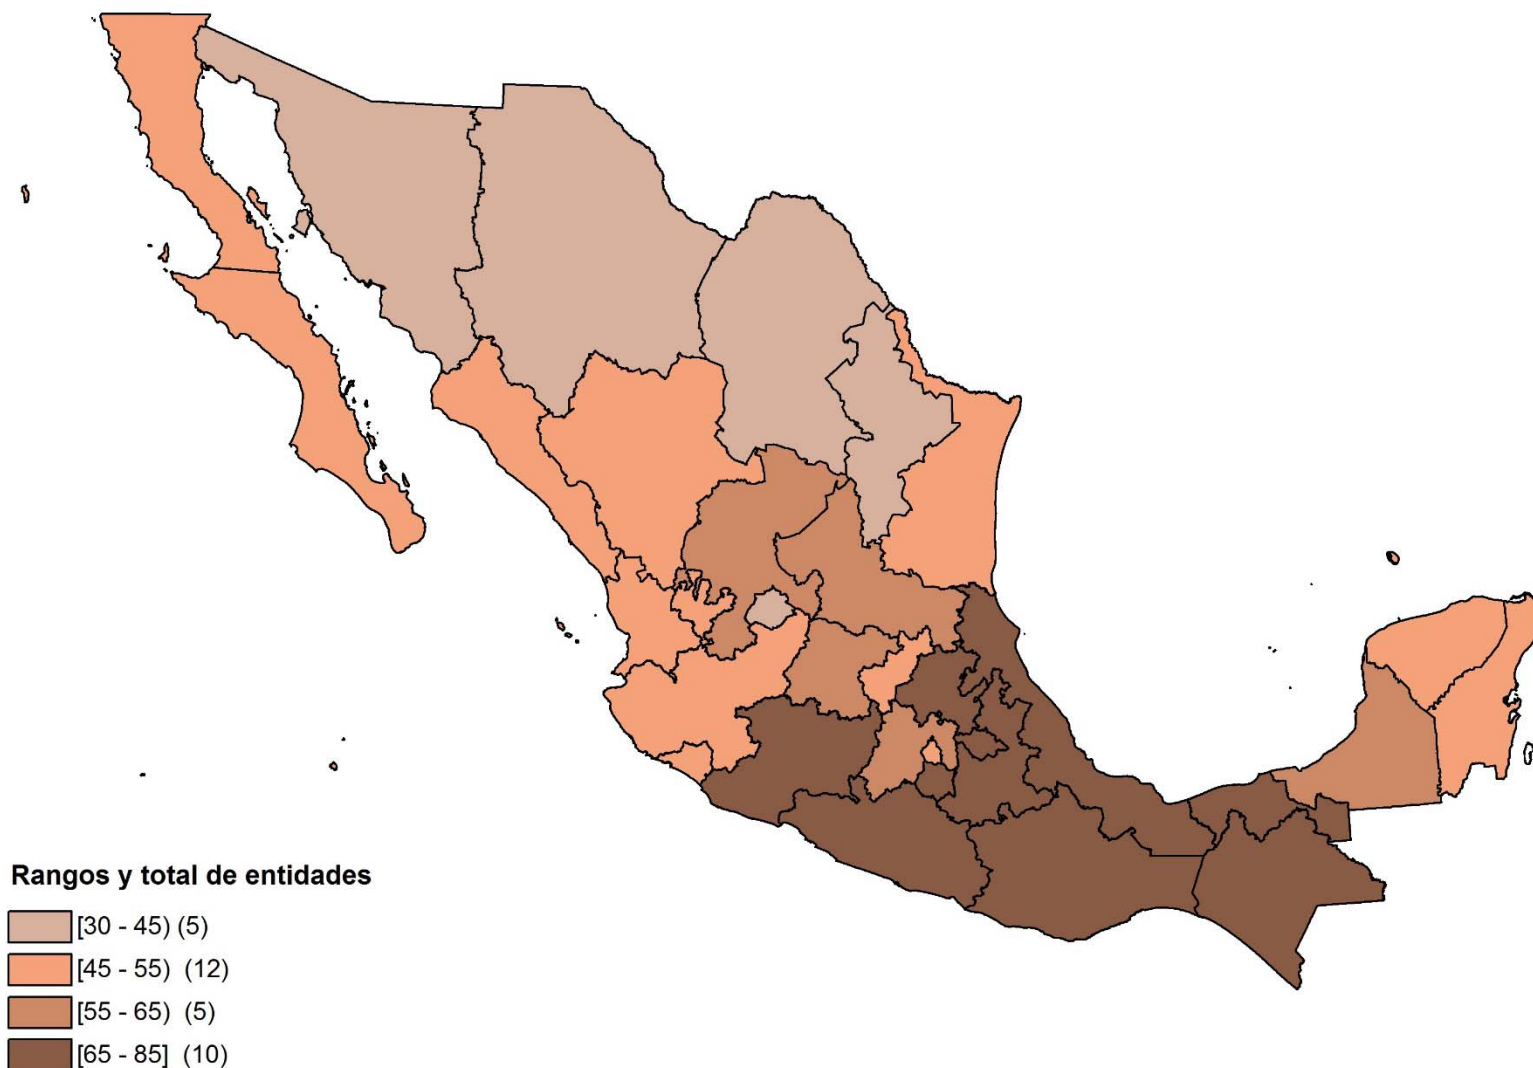 Rangos y total de entidades
[30 - 45) (5)
[45 - 55) (12)
[55 - 65) (5)
[65 - 85] (10)